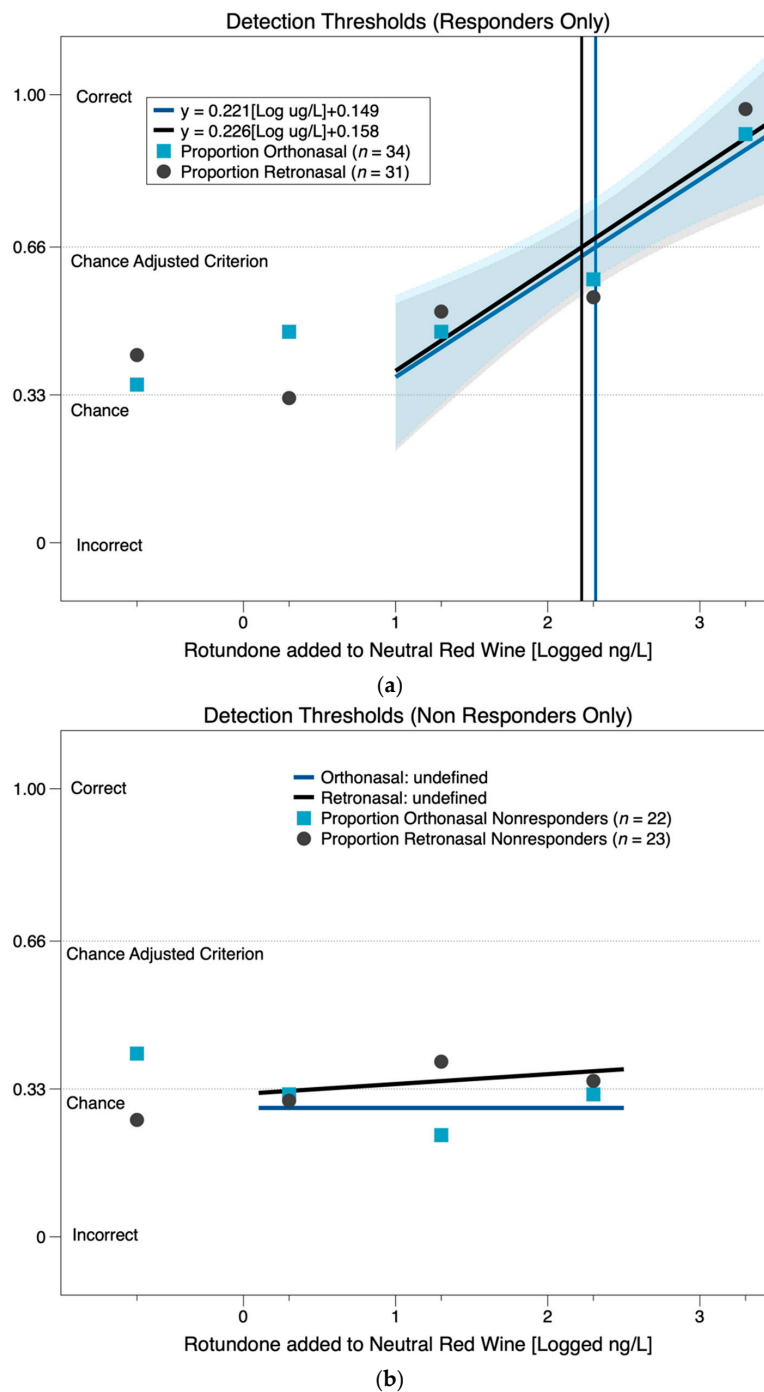 Detection Thresholds (Responders Only)
1.00
Correct
y = 0.221[Log ug/L]+0.149
y = 0.226[Log ug/L]+0.158
Proportion Orthonasal (n = 34)
Proportion Retronasal (n = 31)
0.66
Chance Adjusted Criterion
0.33
Chance
0
Incorrect
0 1 2 3
Rotundone added to Neutral Red Wine [Logged ng/L]
(a)
Detection Thresholds (Non Responders Only)
1.00
Correct
Orthonasal: undefined
Retronasal: undefined
Proportion Orthonasal Nonresponders (n = 22)
Proportion Retronasal Nonresponders (n = 23)
0.66
Chance Adjusted Criterion
0.33
Chance
0
Incorrect
0 1 2 3
Rotundone added to Neutral Red Wine [Logged ng/L]
(b)